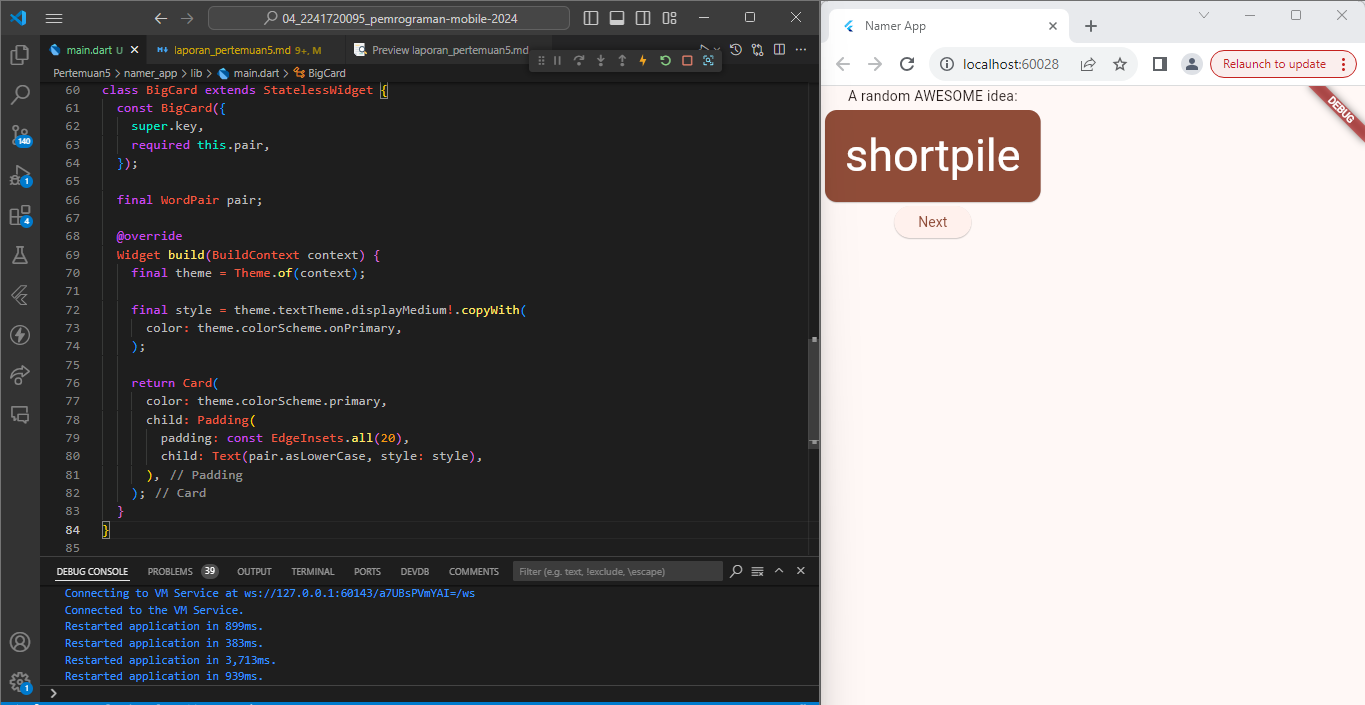 04_2241720095_pemrograman-mobile-2024
main.dart U
laporan_pertemuan5.md 9+, M
Preview laporan_pertemuan5.md
Pertemuan5 > namer_app > lib > main.dart > BigCard
60 class BigCard extends StatelessWidget {
61 const BigCard({
62 super.key,
63 required this.pair,
64 });
65
66 final WordPair pair;
67
68 @override
69 Widget build(BuildContext context) {
70 final theme = Theme.of(context);
71
72 final style = theme.textTheme.displayMedium!.copyWith(
73 color: theme.colorScheme.onPrimary,
74 );
75
76 return Card(
77 color: theme.colorScheme.primary,
78 child: Padding(
79 padding: const EdgeInsets.all(20),
80 child: Text(pair.asLowerCase, style: style),
81 ), // Padding
82 ); // Card
83 }
84 }
85
140
1
4
1
DEBUG CONSOLE PROBLEMS 39 OUTPUT TERMINAL PORTS DEVDB COMMENTS Filter (e.g. text, !exclude, \escape)
Connecting to VM Service at ws://127.0.0.1:60143/a7UBsPVmYAI=/ws
Connected to the VM Service.
Restarted application in 899ms.
Restarted application in 383ms.
Restarted application in 3,713ms.
Restarted application in 939ms.
Namer App
localhost:60028
Relaunch to update
A random AWESOME idea:
DEBUG
shortpile
Next